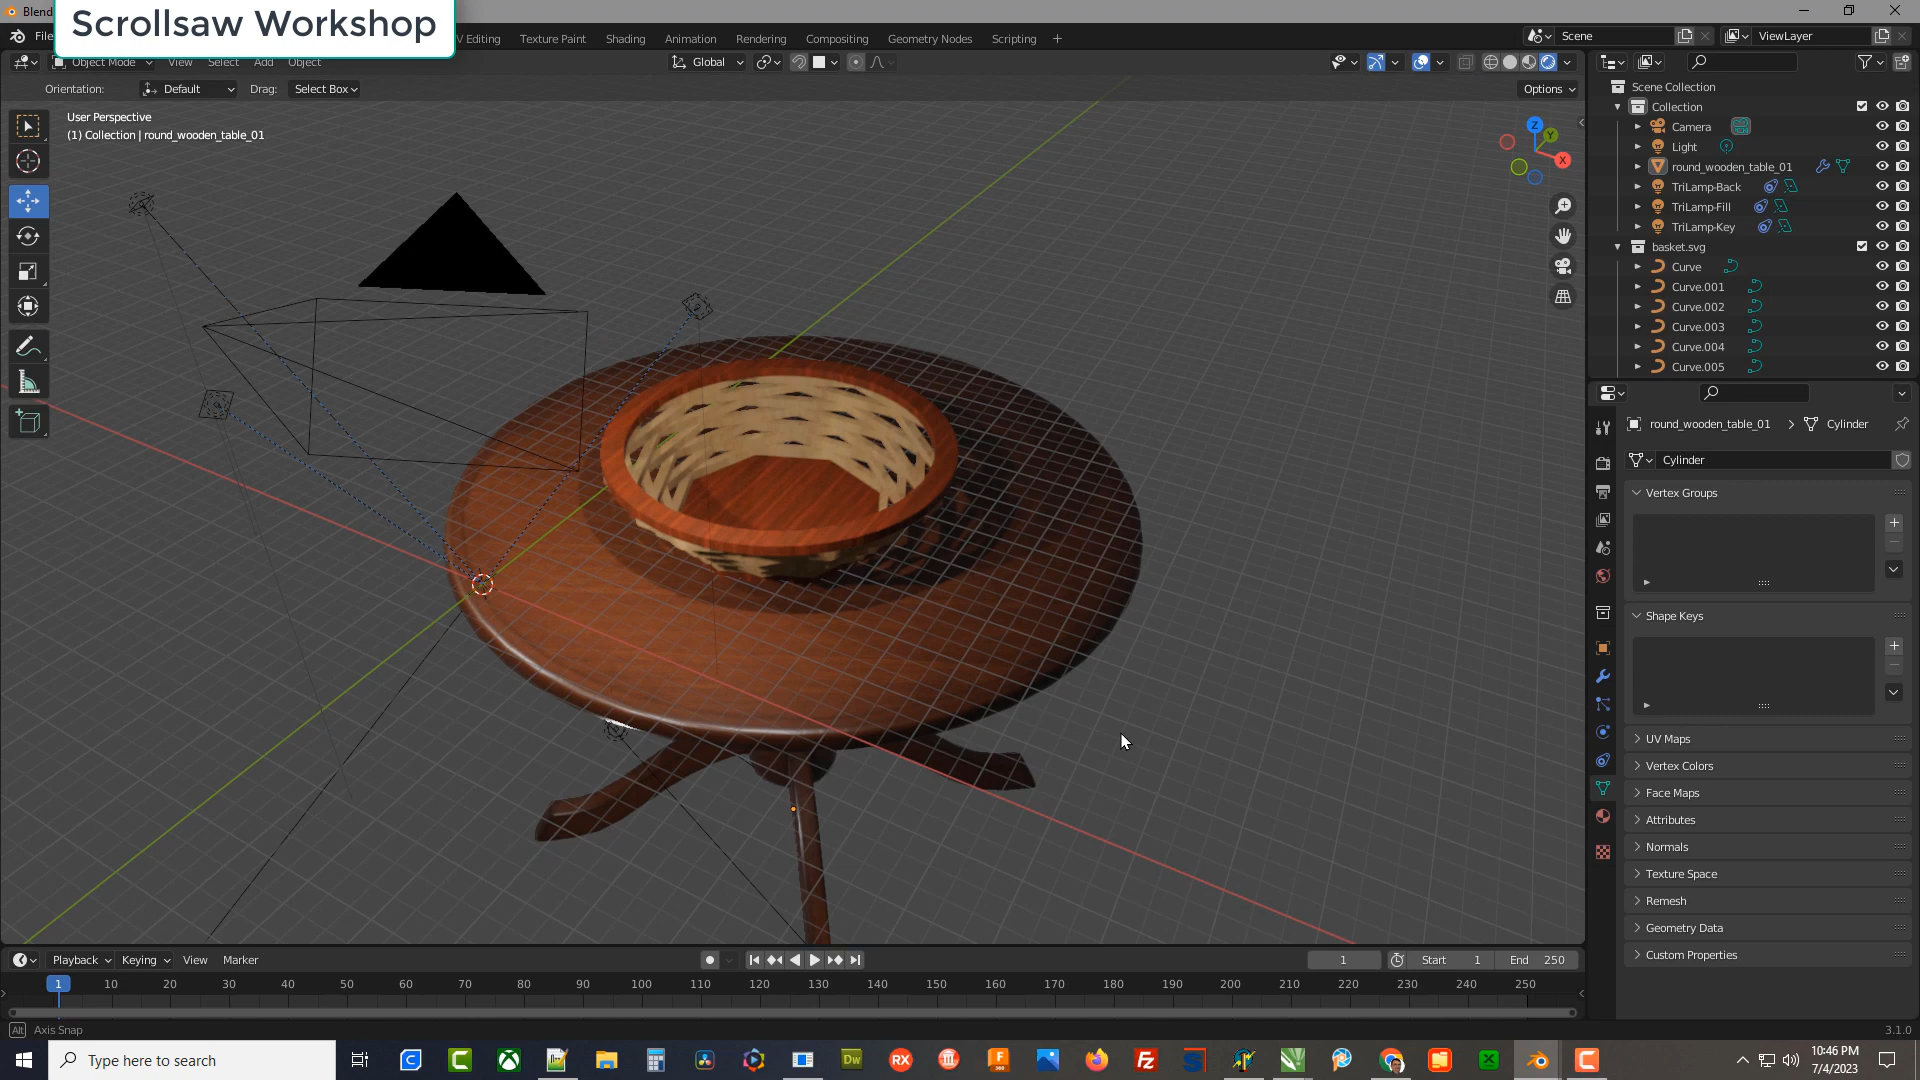 Blend
Scrollsaw Workshop
File
V Editing
Texture Paint
Shading
Animation
Rendering
Compositing
Geometry Nodes
Scripting
+
Scene
ViewLayer
Object Mode
View
Select
Add
Object
Global
Orientation:
Default
Drag:
Select Box
Options
User Perspective
(1) Collection | round_wooden_table_01
Z
Y
X
Scene Collection
Collection
Camera
Light
round_wooden_table_01
TriLamp-Back
TriLamp-Fill
TriLamp-Key
basket.svg
Curve
Curve.001
Curve.002
Curve.003
Curve.004
Curve.005
round_wooden_table_01 > Cylinder
Cylinder
Vertex Groups
Shape Keys
UV Maps
Vertex Colors
Face Maps
Attributes
Normals
Texture Space
Remesh
Geometry Data
Custom Properties
Playback
Keying
View
Marker
1
Start 1
End 250
1 10 20 30 40 50 60 70 80 90 100 110 120 130 140 150 160 170 180 190 200 210 220 230 240 250
Alt Axis Snap
3.1.0
Type here to search
Dw
RX
F
360
Fz
10:46 PM
7/4/2023